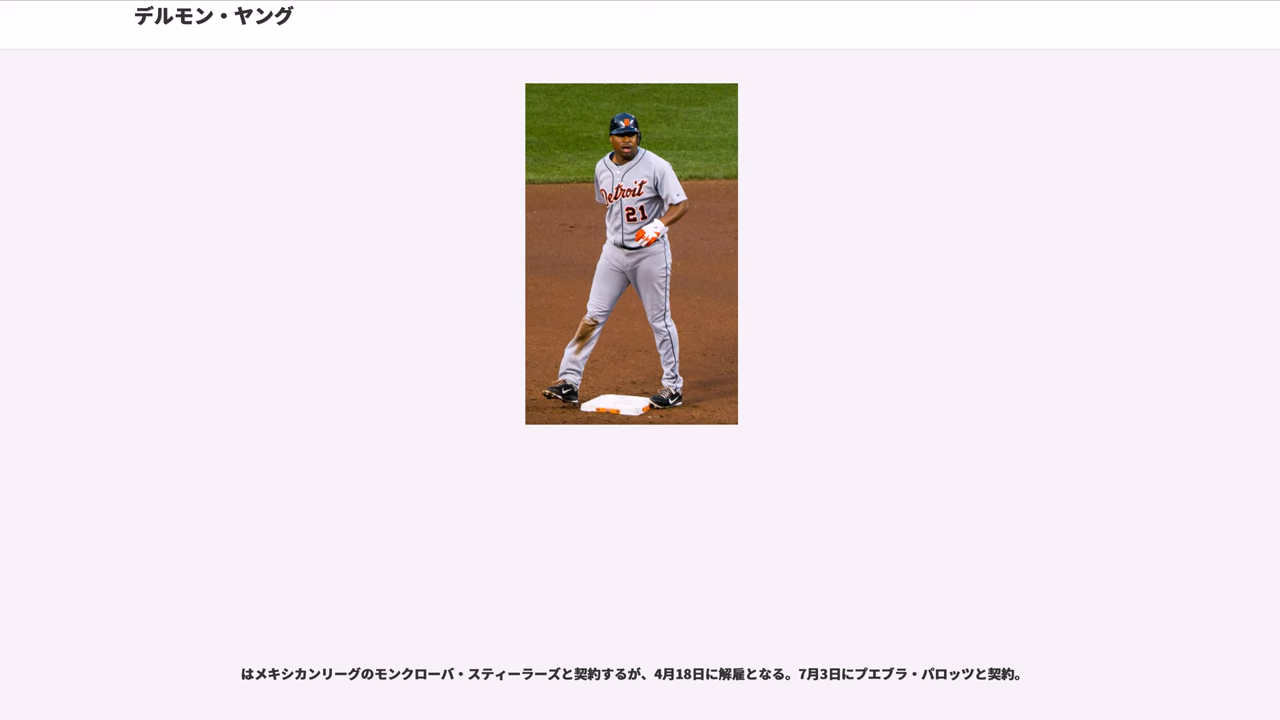 デルモン・ヤング
Detroit
21
はメキシカンリーグのモンクローバ・スティーラーズと契約するが、4月18日に解雇となる。7月3日にプエブラ・パロッツと契約。